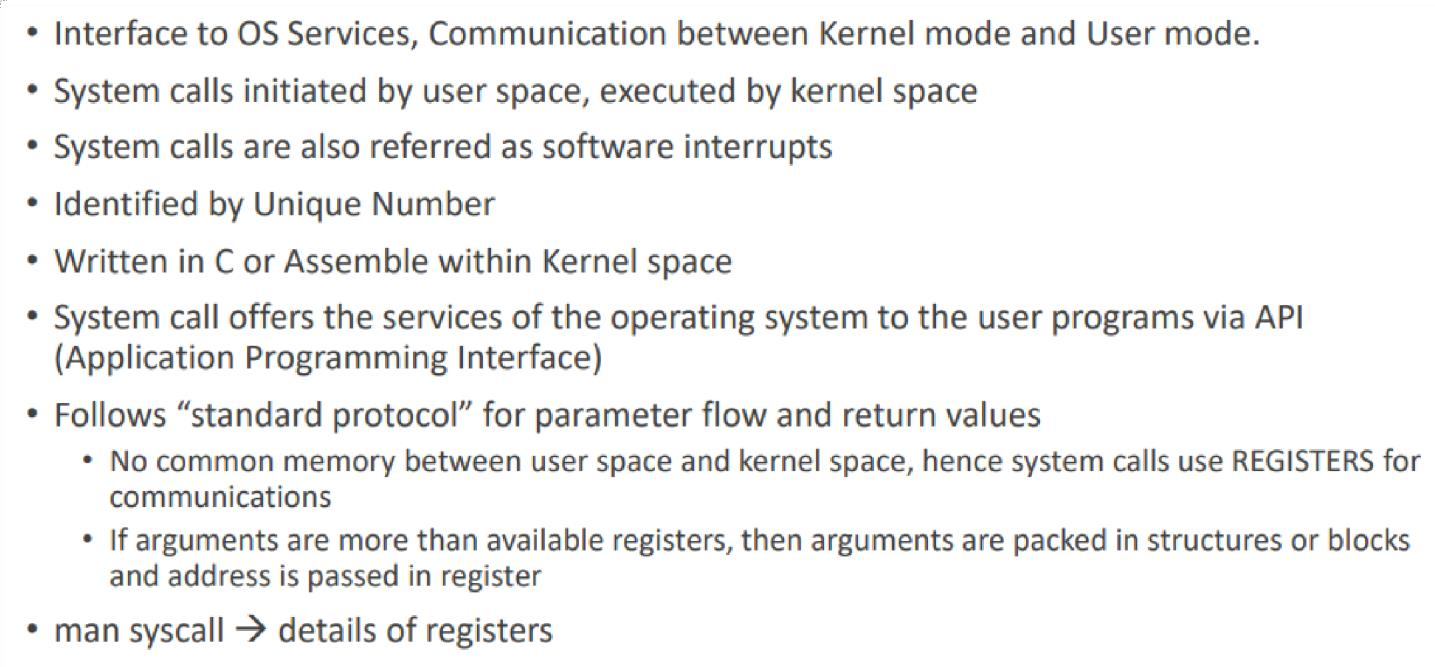 • Interface to OS Services, Communication between Kernel mode and User mode.
• System calls initiated by user space, executed by kernel space
• System calls are also referred as software interrupts
• Identified by Unique Number
• Written in C or Assemble within Kernel space
• System call offers the services of the operating system to the user programs via API
(Application Programming Interface)
• Follows “standard protocol” for parameter flow and return values
• No common memory between user space and kernel space, hence system calls use REGISTERS for
communications
• If arguments are more than available registers, then arguments are packed in structures or blocks
and address is passed in register
• man syscall → details of registers